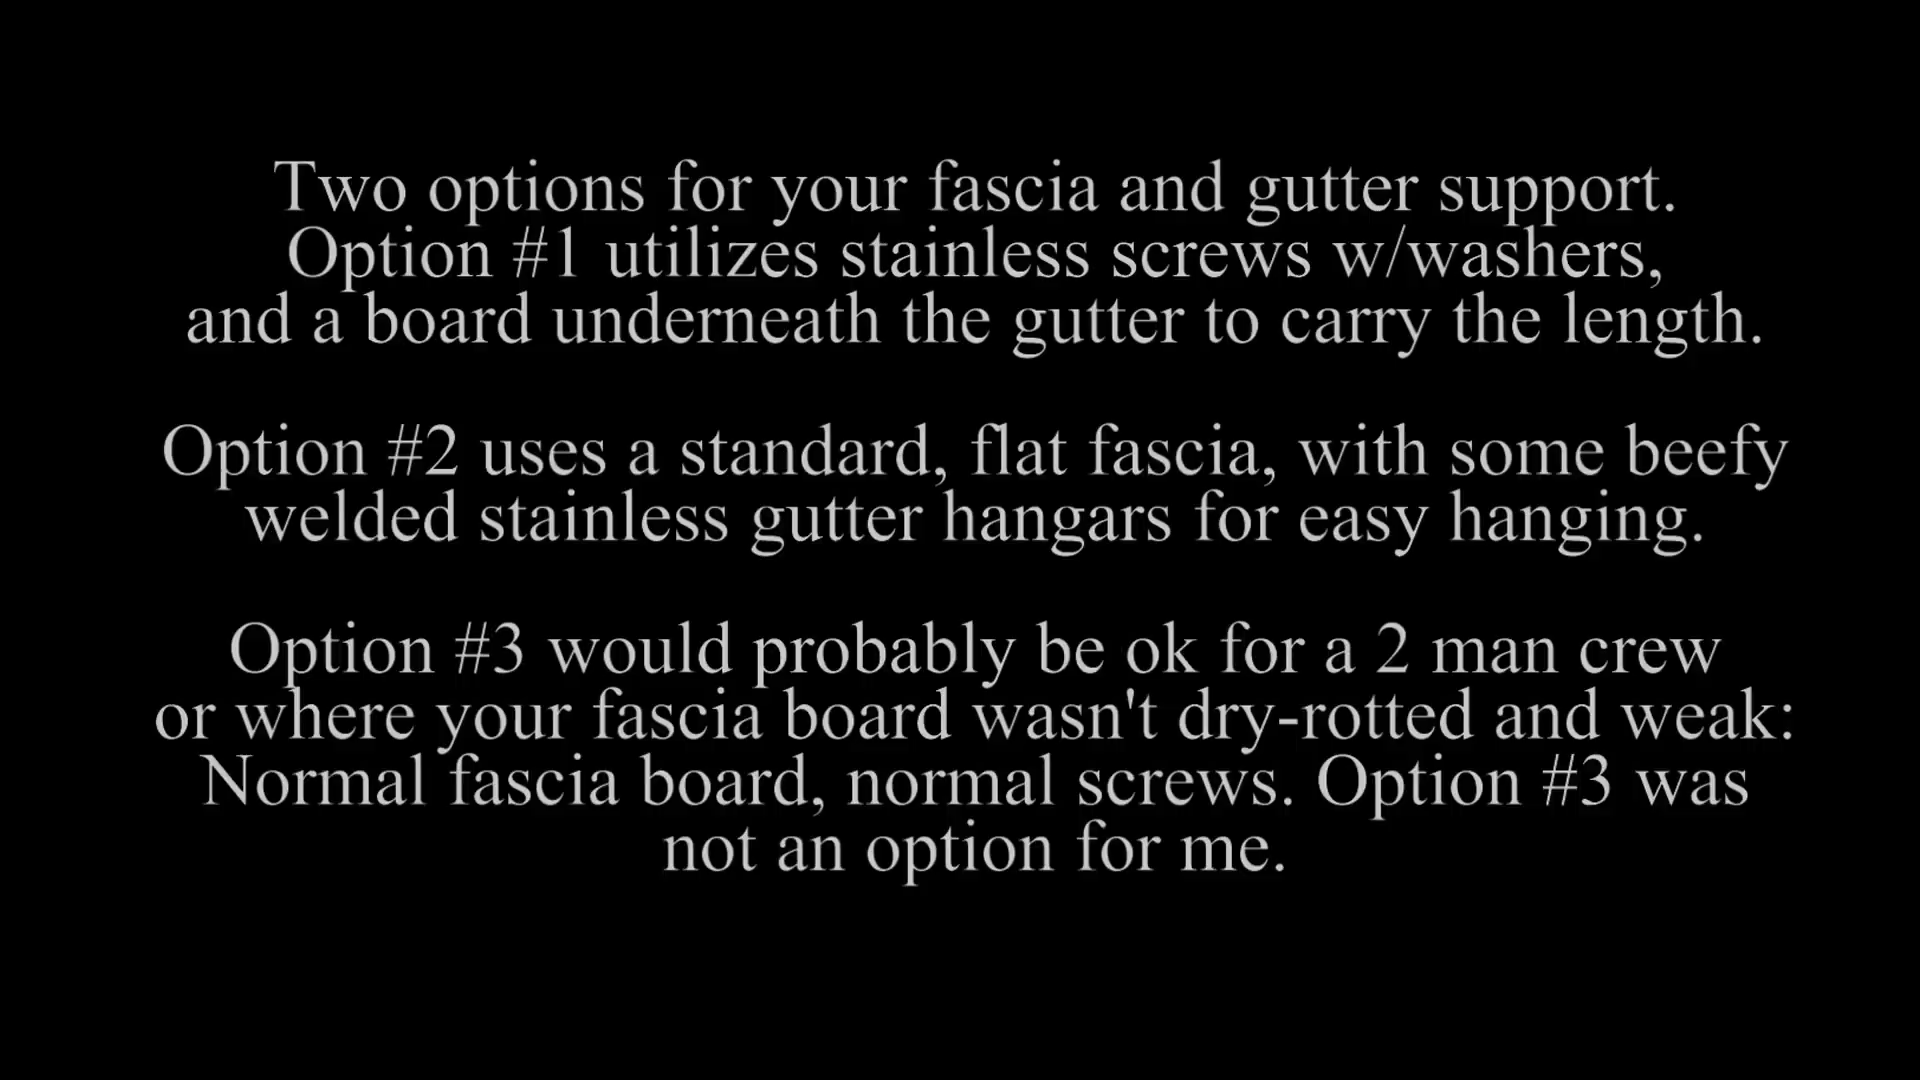 Two options for your fascia and gutter support.
Option #1 utilizes stainless screws w/washers,
and a board underneath the gutter to carry the length.
Option #2 uses a standard, flat fascia, with some beefy
welded stainless gutter hangars for easy hanging.
Option #3 would probably be ok for a 2 man crew
or where your fascia board wasn't dry-rotted and weak:
Normal fascia board, normal screws. Option #3 was
not an option for me.